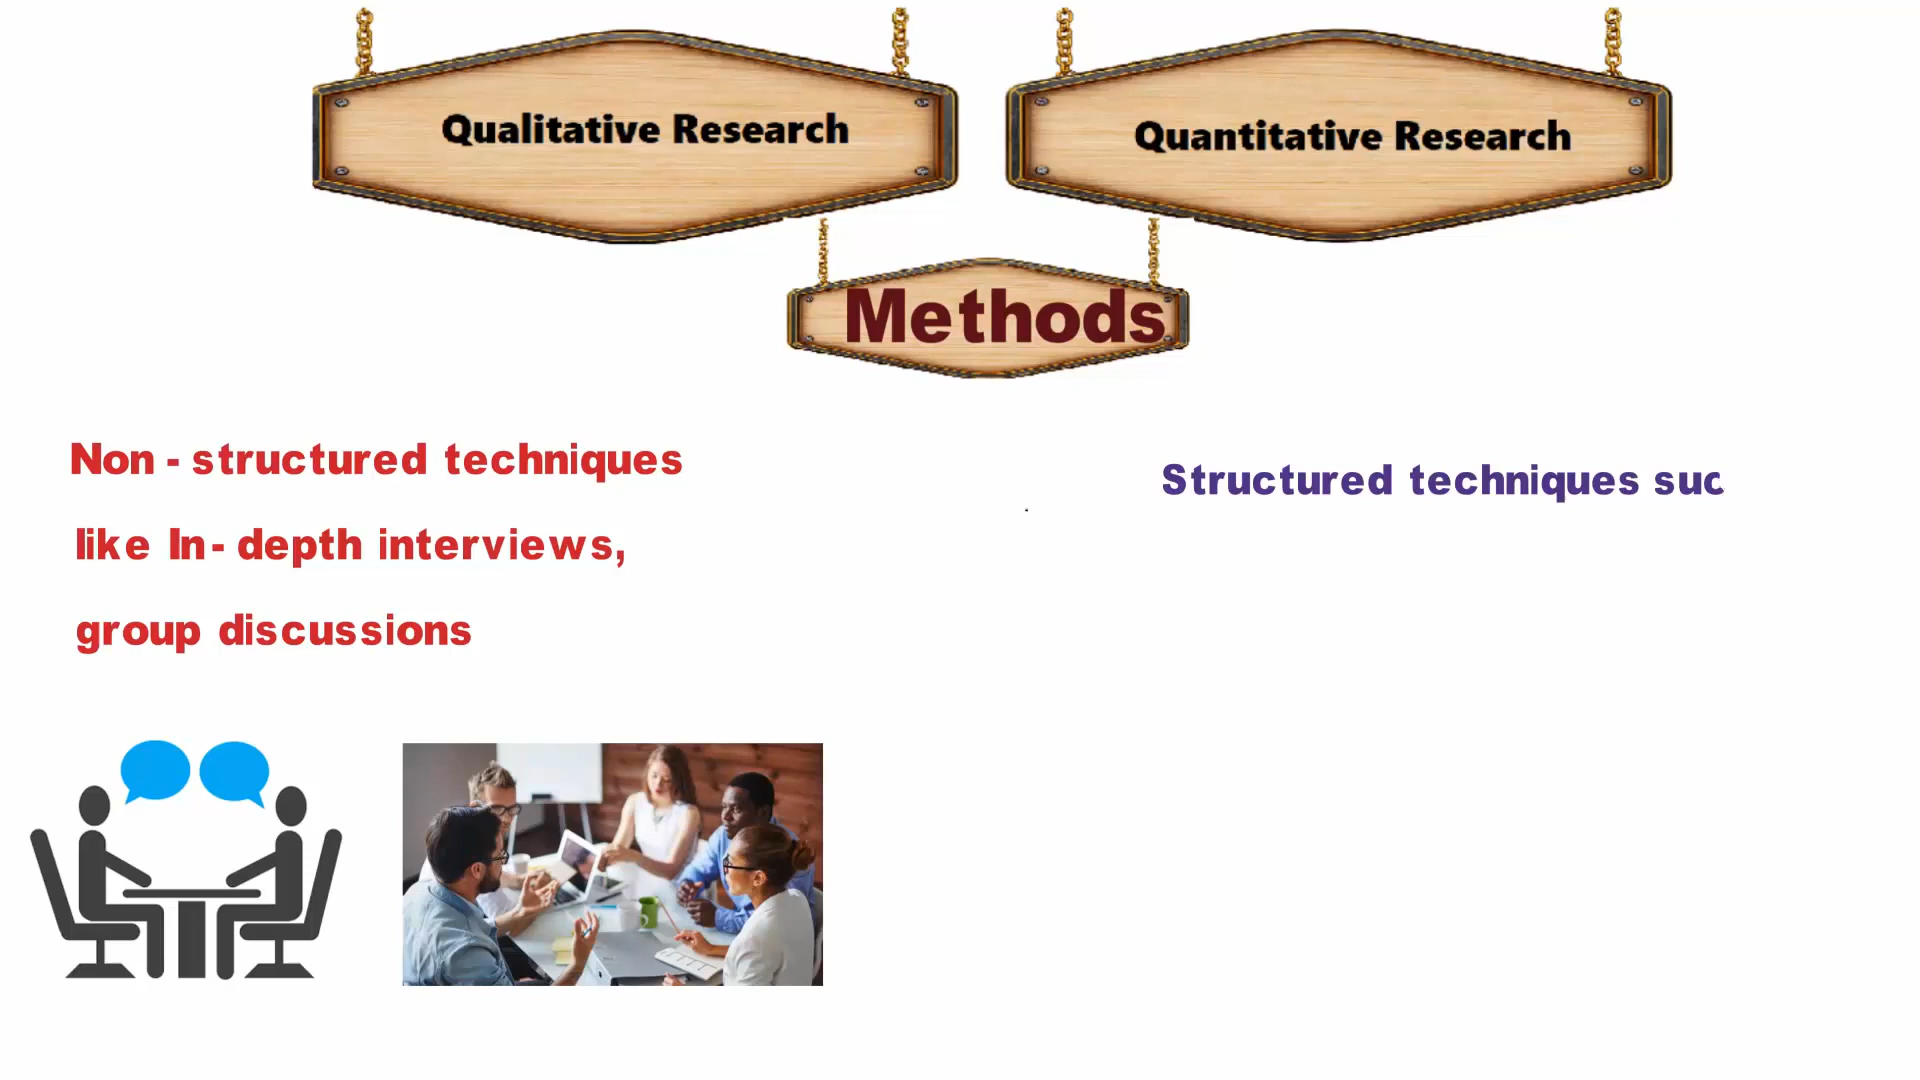 Qualitative Research
Quantitative Research
Methods
Non - structured techniques
like In - depth interviews,
group discussions
Structured techniques suc